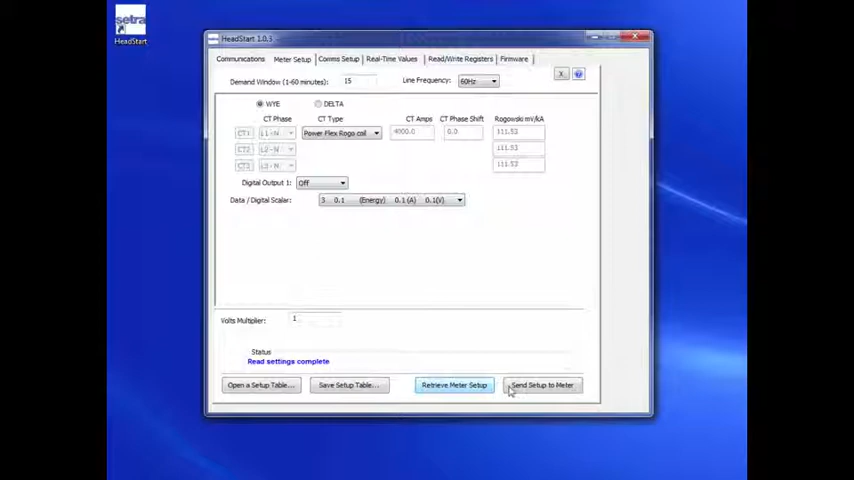 setra
HeadStart
HeadStart 1.0.3
Communications Meter Setup Comms Setup Real-Time Values Read/Write Registers Firmware
Demand Window (1-60 minutes): 15 Line Frequency: 60Hz X ?
WYE DELTA
CT Phase CT Type CT Amps CT Phase Shift Rogowski mV/kA
CT1 L1-N Power Flex Rogo coil 4000.0 0.0 111.53
CT2 L2-N 111.53
CT3 L3-N 111.53
Digital Output 1: Off
Data / Digital Scalar: 3 0.1 (Energy) 0.1 (A) 0.1(V)
Volts Multiplier: 1
Status
Read settings complete
Open a Setup Table... Save Setup Table... Retrieve Meter Setup Send Setup to Meter